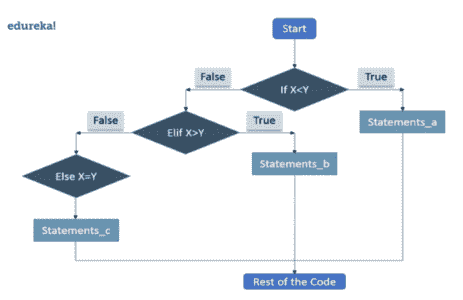 edureka!
Start
False
True
If X<Y
False
True
Statements_a
Elif X>Y
Statements_b
Else X=Y
Statements_c
Rest of the Code